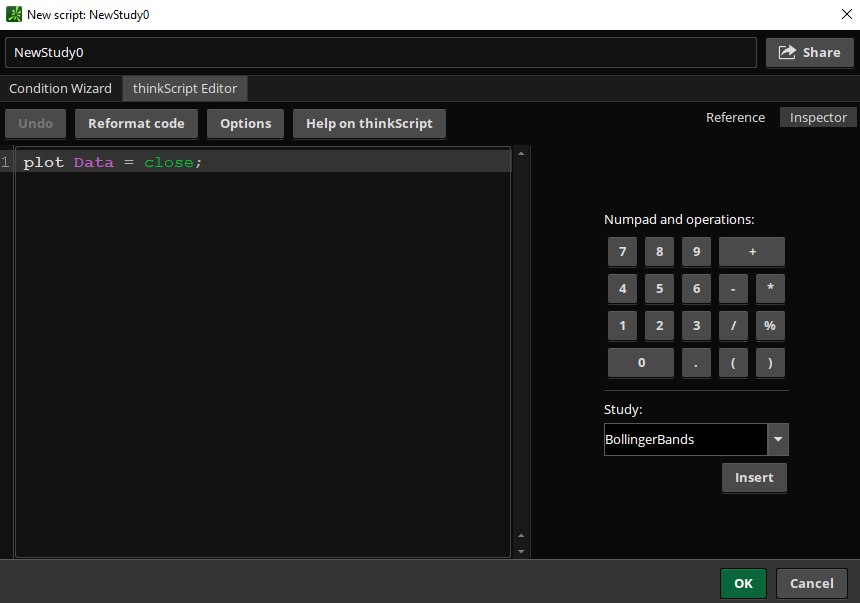 New script: NewStudy0
NewStudy0
Share
Condition Wizard thinkScript Editor
Undo Reformat code Options Help on thinkScript
Reference Inspector
1 plot Data = close;
Numpad and operations:
7 8 9 +
4 5 6 - *
1 2 3 / %
0 . ( )
Study:
BollingerBands
Insert
OK Cancel